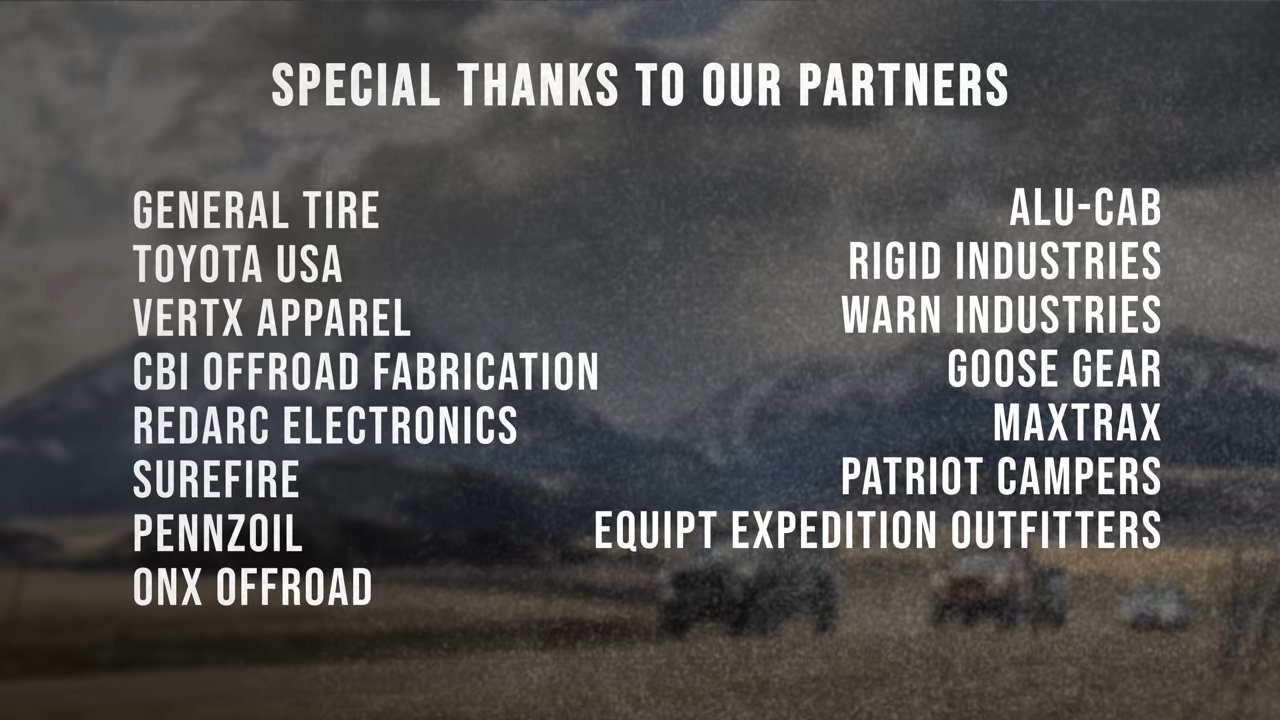 SPECIAL THANKS TO OUR PARTNERS
GENERAL TIRE
TOYOTA USA
VERTX APPAREL
CBI OFFROAD FABRICATION
REDARC ELECTRONICS
SUREFIRE
PENNZOIL
ONX OFFROAD
ALU-CAB
RIGID INDUSTRIES
WARN INDUSTRIES
GOOSE GEAR
MAXTRAX
PATRIOT CAMPERS
EQUIPT EXPEDITION OUTFITTERS